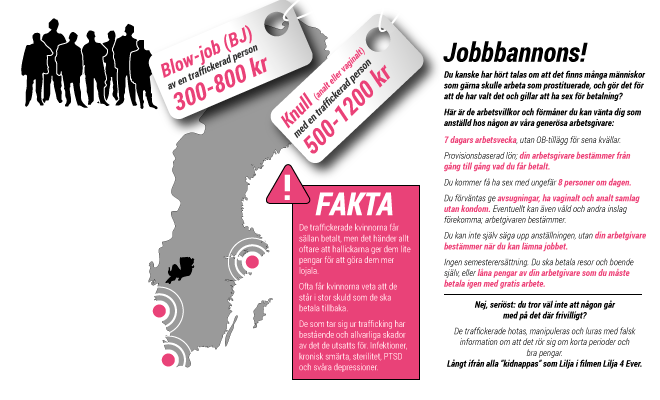 Blow-job (BJ)
av en traffickerad person
300-800 kr
Knull (analt eller vaginalt)
med en traffickerad person
500-1200 kr
FAKTA
De traffickerade kvinnorna får
sällan betalt, men det händer allt
oftare att hallickarna ger dem lite
pengar för att göra dem mer
lojala.
Ofta får kvinnorna veta att de
står i stor skuld som de ska
betala tillbaka.
De som tar sig ur trafficking har
bestående och allvarliga skador
av det de utsatts för. Infektioner,
kronisk smärta, sterilitet, PTSD
och svåra depressioner.
Jobbbannons!
Du kanske har hört talas om att det finns många människor
som gärna skulle arbeta som prostituerade, och gör det för
att de har valt det och gillar att ha sex för betalning?
Här är de arbetsvillkor och förmåner du kan vänta dig som
anställd hos någon av våra generösa arbetsgivare:
7 dagars arbetsvecka, utan OB-tillägg för sena kvällar.
Provisionsbaserad lön; din arbetsgivare bestämmer från
gång till gång vad du får betalt.
Du kommer få ha sex med ungefär 8 personer om dagen.
Du förväntas ge avsugningar, ha vaginalt och analt samlag
utan kondom. Eventuellt kan även våld och andra inslag
förekomma; arbetgivaren bestämmer.
Du kan inte själv säga upp anställningen, utan din arbetsgivare
bestämmer när du kan lämna jobbet.
Ingen semesterersättning. Du ska betala resor och boende
själv, eller låna pengar av din arbetsgivare som du måste
betala igen med gratis arbete.
Nej, seriöst: du tror väl inte att någon går
med på det där frivilligt?
De traffickerade hotas, manipuleras och luras med falsk
information om att det rör sig om korta perioder och
bra pengar.
Långt ifrån alla "kidnappas" som Lilja i filmen Lilja 4 Ever.